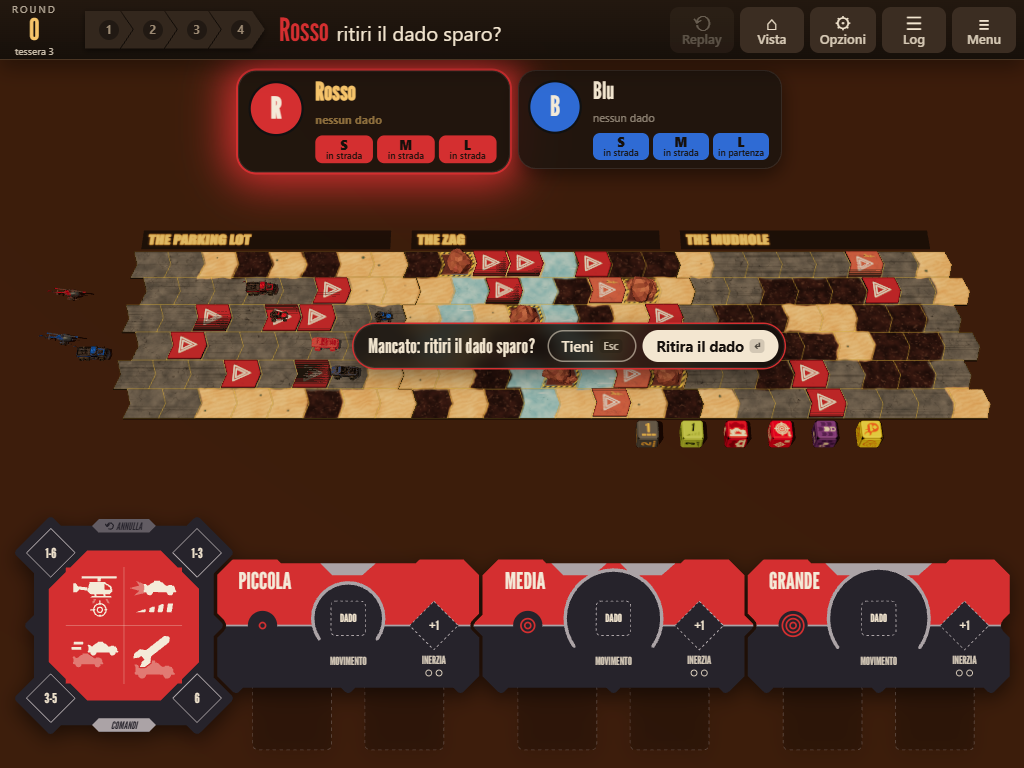 ROUND
0
tessera 3
1 2 3 4
Rosso ritiri il dado sparo?
Replay
Vista
Opzioni
Log
Menu
R
Rosso
nessun dado
S
in strada
M
in strada
L
in strada
B
Blu
nessun dado
S
in strada
M
in strada
L
in partenza
THE PARKING LOT
THE ZAG
THE MUDHOLE
Mancato: ritiri il dado sparo?
Tieni Esc
Ritira il dado
1
1
ANNULLA
1-6
1-3
3-5
6
COMANDI
PICCOLA
DADO
MOVIMENTO
+1
INERZIA
MEDIA
DADO
MOVIMENTO
+1
INERZIA
GRANDE
DADO
MOVIMENTO
+1
INERZIA